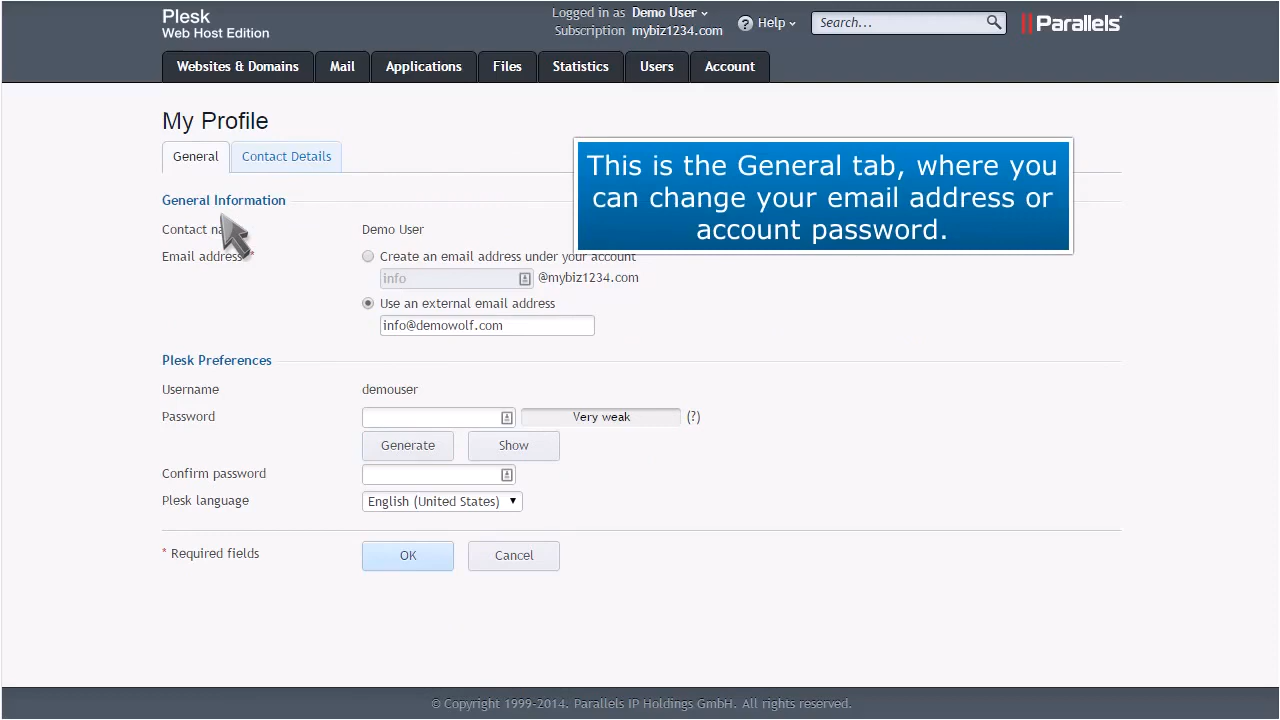 Plesk
Web Host Edition
Logged in as Demo User
Subscription mybiz1234.com
? Help
Search...
Parallels
Websites & Domains Mail Applications Files Statistics Users Account
My Profile
General Contact Details
This is the General tab, where you
can change your email address or
account password.
General Information
Contact na Demo User
Email address * Create an email address under your account
info @mybiz1234.com
Use an external email address
info@demowolf.com
Plesk Preferences
Username demouser
Password Very weak (?)
Generate Show
Confirm password
Plesk language English (United States)
* Required fields OK Cancel
© Copyright 1999-2014. Parallels IP Holdings GmbH. All rights reserved.